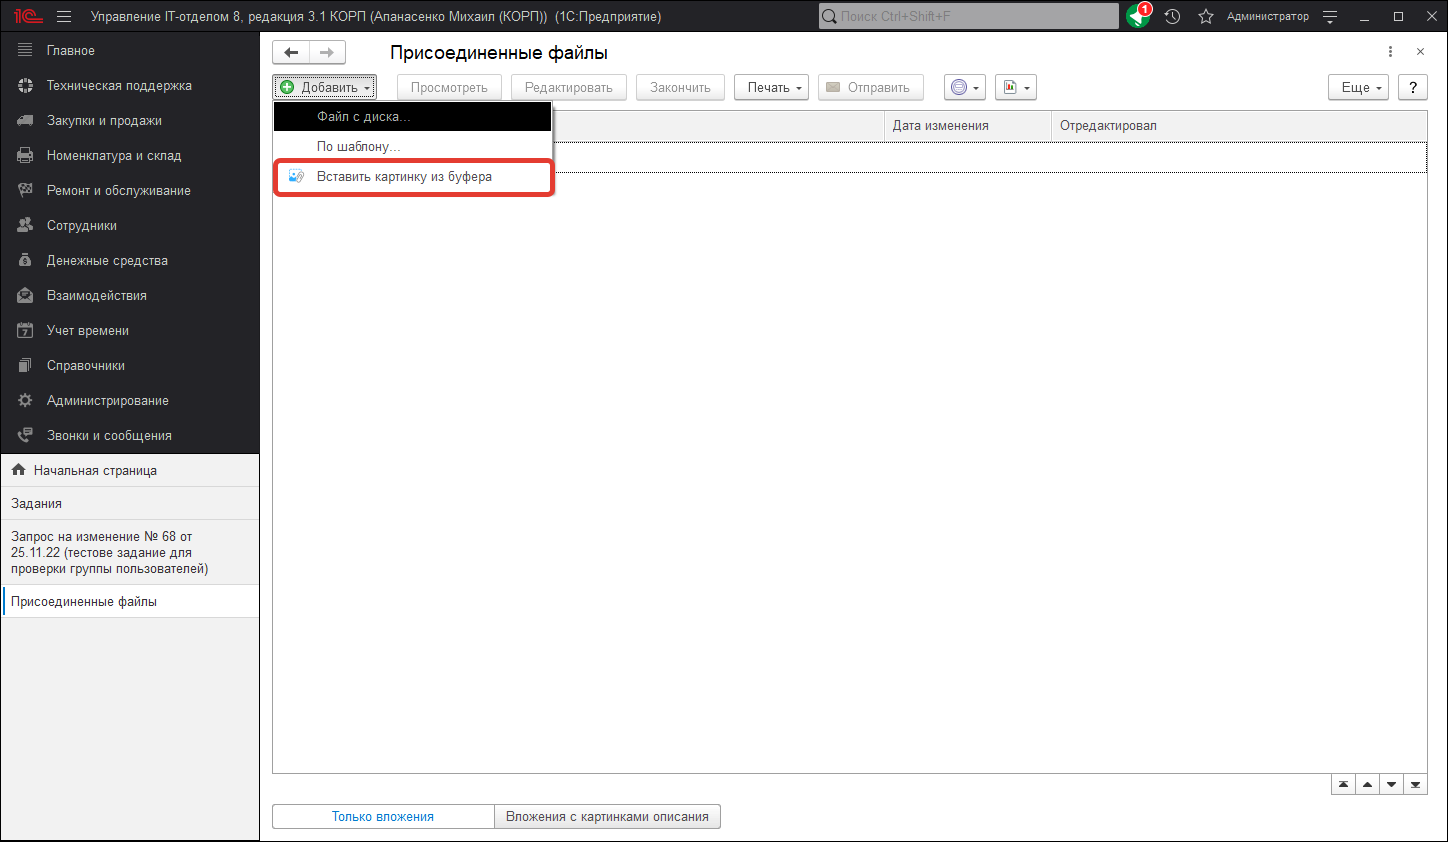 1С Управление IT-отделом 8, редакция 3.1 КОРП (Апанасенко Михаил (КОРП)) (1С:Предприятие) Поиск Ctrl+Shift+F 1 Администратор
Главное
Техническая поддержка
Закупки и продажи
Номенклатура и склад
Ремонт и обслуживание
Сотрудники
Денежные средства
Взаимодействия
7 Учет времени
Справочники
Администрирование
Звонки и сообщения
Начальная страница
Задания
Запрос на изменение № 68 от
25.11.22 (тестове задание для
проверки группы пользователей)
Присоединенные файлы
Присоединенные файлы
Добавить Просмотреть Редактировать Закончить Печать Отправить Еще ?
Файл с диска...
По шаблону...
Вставить картинку из буфера
Дата изменения Отредактировал
Только вложения Вложения с картинками описания